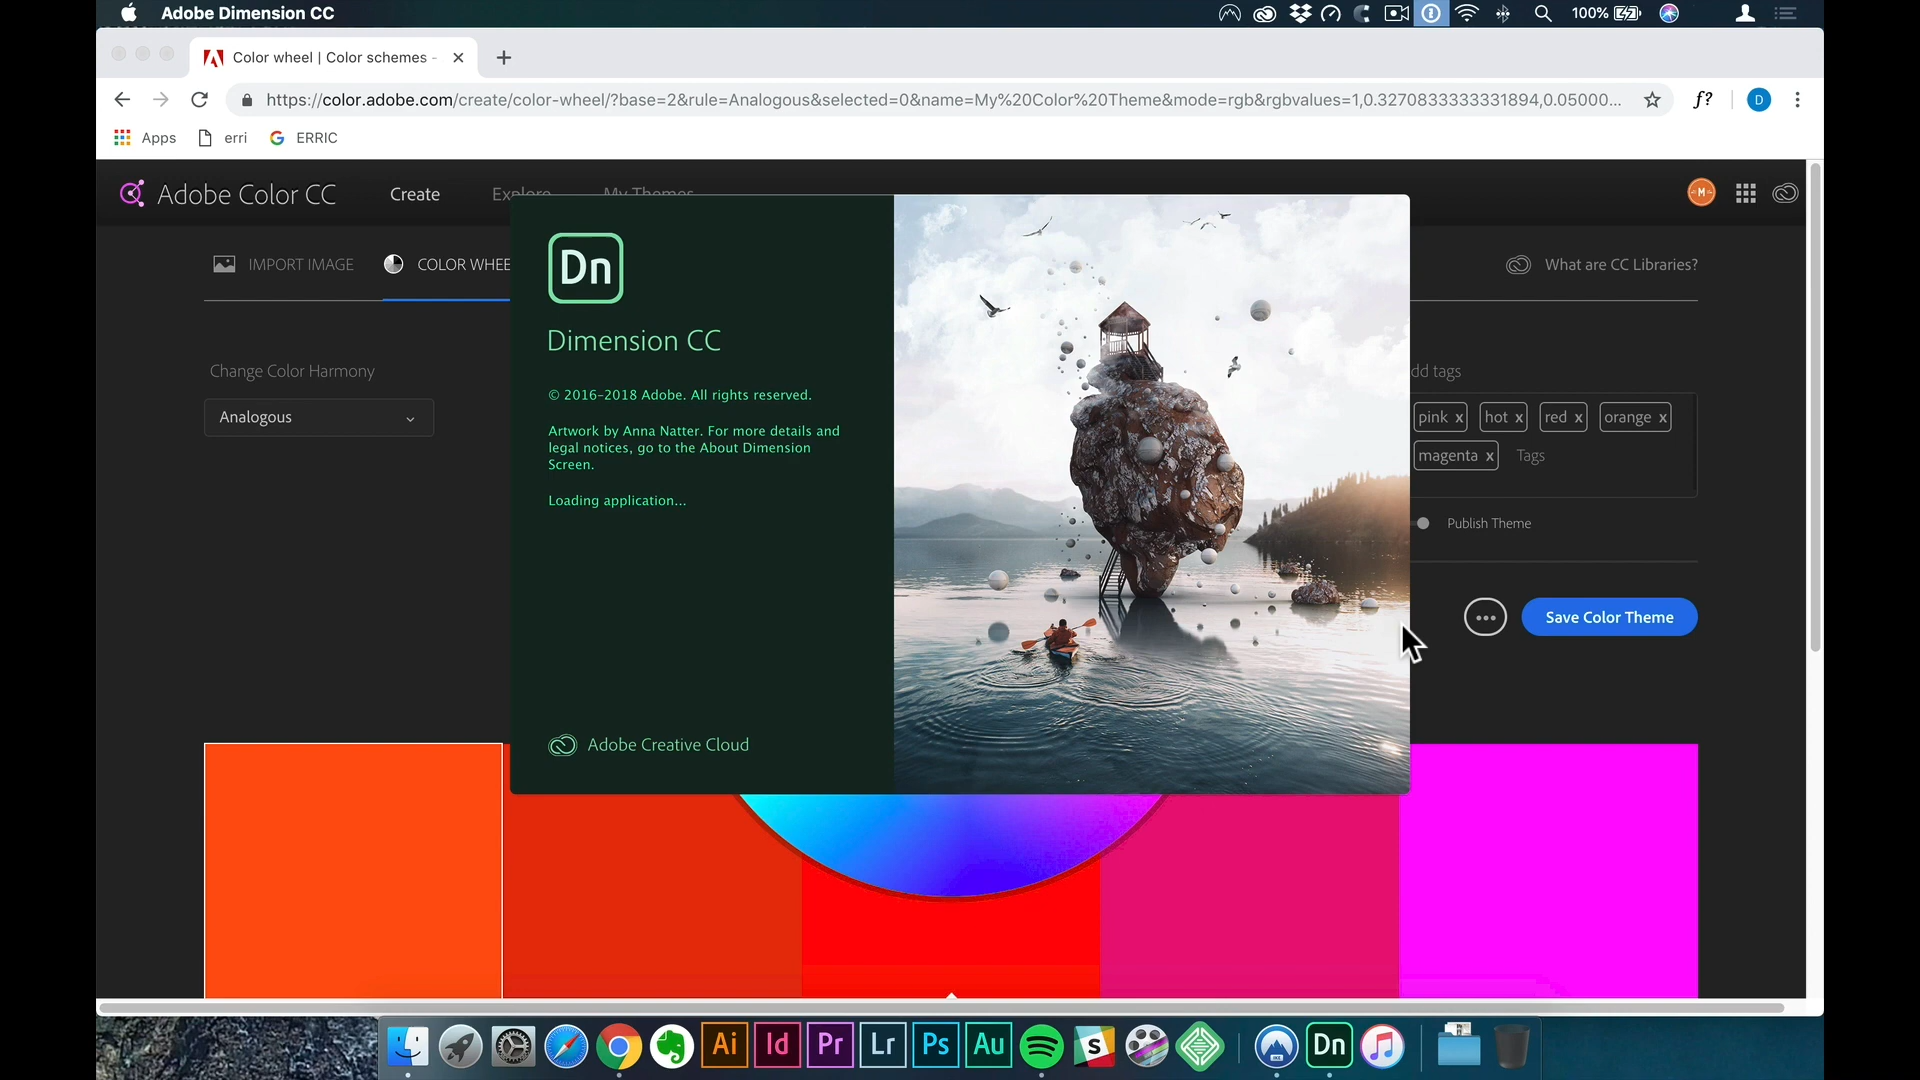 Adobe Dimension CC
100%
Color wheel | Color schemes -
https://color.adobe.com/create/color-wheel/?base=2&rule=Analogous&selected=0&name=My%20Color%20Theme&mode=rgb&rgbvalues=1,0.3270833333331894,0.05000...
f?
D
Apps
erri
ERRIC
Adobe Color CC
Create
Explore
My Themes
M
IMPORT IMAGE
COLOR WHEE
What are CC Libraries?
Change Color Harmony
Analogous
dd tags
pink x
hot x
red x
orange x
magenta x
Tags
Publish Theme
Save Color Theme
Dn
Dimension CC
© 2016-2018 Adobe. All rights reserved.
Artwork by Anna Natter. For more details and
legal notices, go to the About Dimension
Screen.
Loading application...
Adobe Creative Cloud
Ai
Id
Pr
Lr
Ps
Au
S
Dn